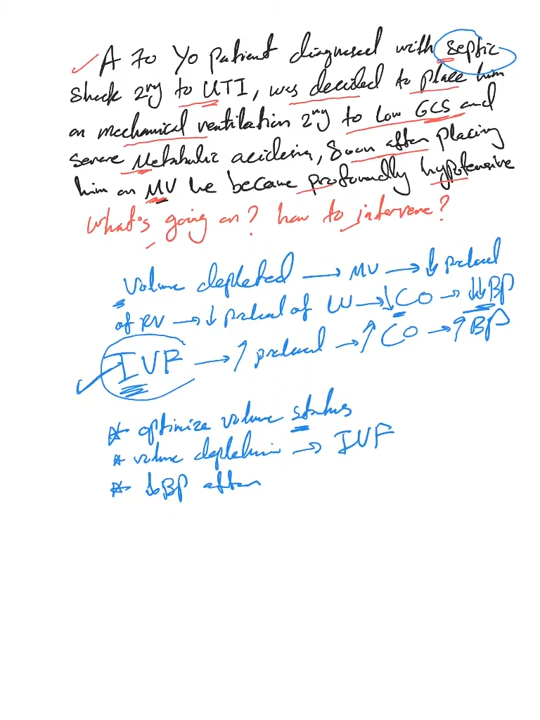 A 70 YO patient diagnosed with septic
shock 2ry to UTI, was decided to place him
on mechanical ventilation 2ry to low GCS and
severe Metabolic acidosis, Soon after placing
him on MV he became profoundly hypotensive
What's going on? how to intervene?
Volume depleted → MV → ↓ preload
of RV → ↓ preload of LV → ↓ CO → ↓↓ BP
IVF → ↑ preload → ↑ CO → ↑ BP
* optimize volume status
* volume depletion → IVF
* ↓ BP after